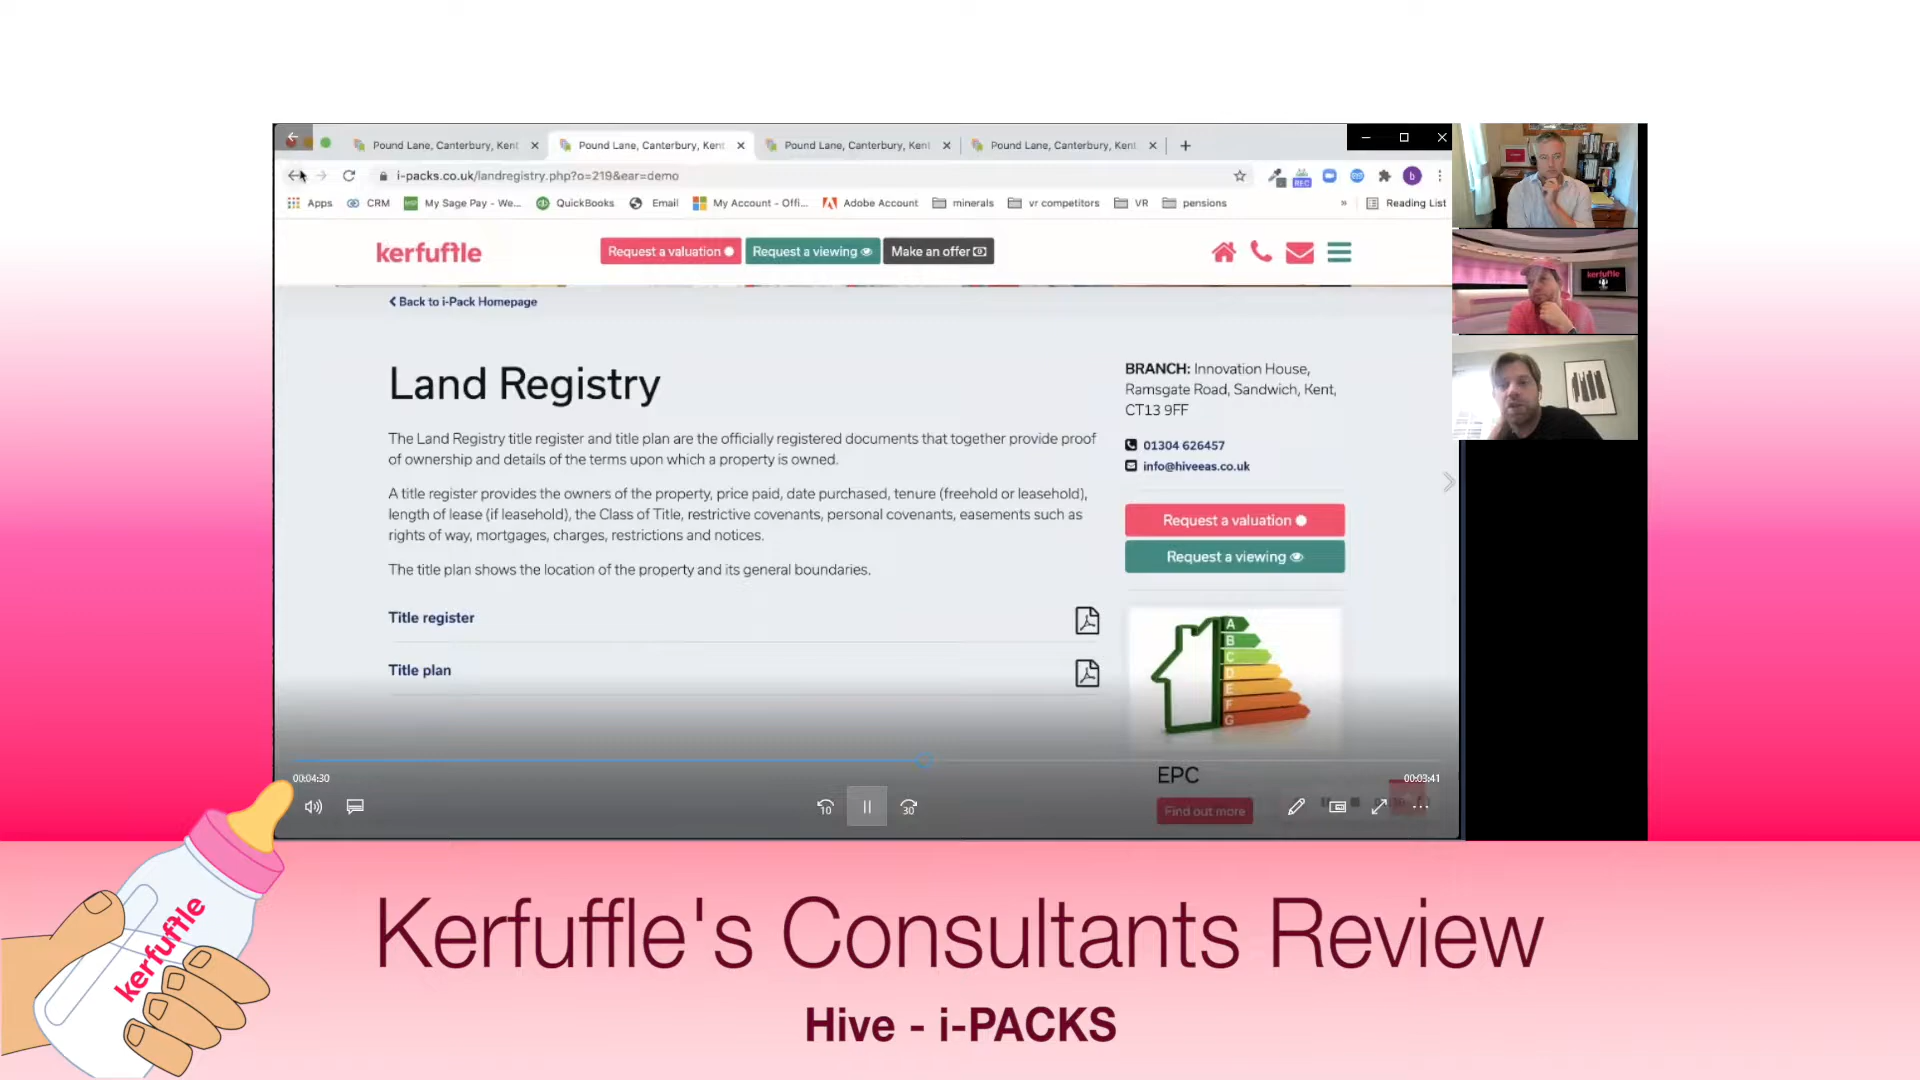 Pound Lane, Canterbury, Kent
Pound Lane, Canterbury, Kent
Pound Lane, Canterbury, Kent
Pound Lane, Canterbury, Kent
i-packs.co.uk/landregistry.php?o=219&ear=demo
REC
b
Apps
CRM
My Sage Pay - We...
QuickBooks
Email
My Account - Offi...
Adobe Account
minerals
vr competitors
VR
pensions
»
Reading List
kerfuffle
Request a valuation
Request a viewing
Make an offer
kerfuffle
Back to i-Pack Homepage
Land Registry
The Land Registry title register and title plan are the officially registered documents that together provide proof
of ownership and details of the terms upon which a property is owned.
A title register provides the owners of the property, price paid, date purchased, tenure (freehold or leasehold),
length of lease (if leasehold), the Class of Title, restrictive covenants, personal covenants, easements such as
rights of way, mortgages, charges, restrictions and notices.
The title plan shows the location of the property and its general boundaries.
Title register
Title plan
BRANCH: Innovation House,
Ramsgate Road, Sandwich, Kent,
CT13 9FF
01304 626457
info@hiveeas.co.uk
Request a valuation
Request a viewing
A
B
C
D
E
F
G
EPC
Find out more
00:04:30
00:03:41
10
30
kerfuffle
Kerfuffle's Consultants Review
Hive - i-PACKS